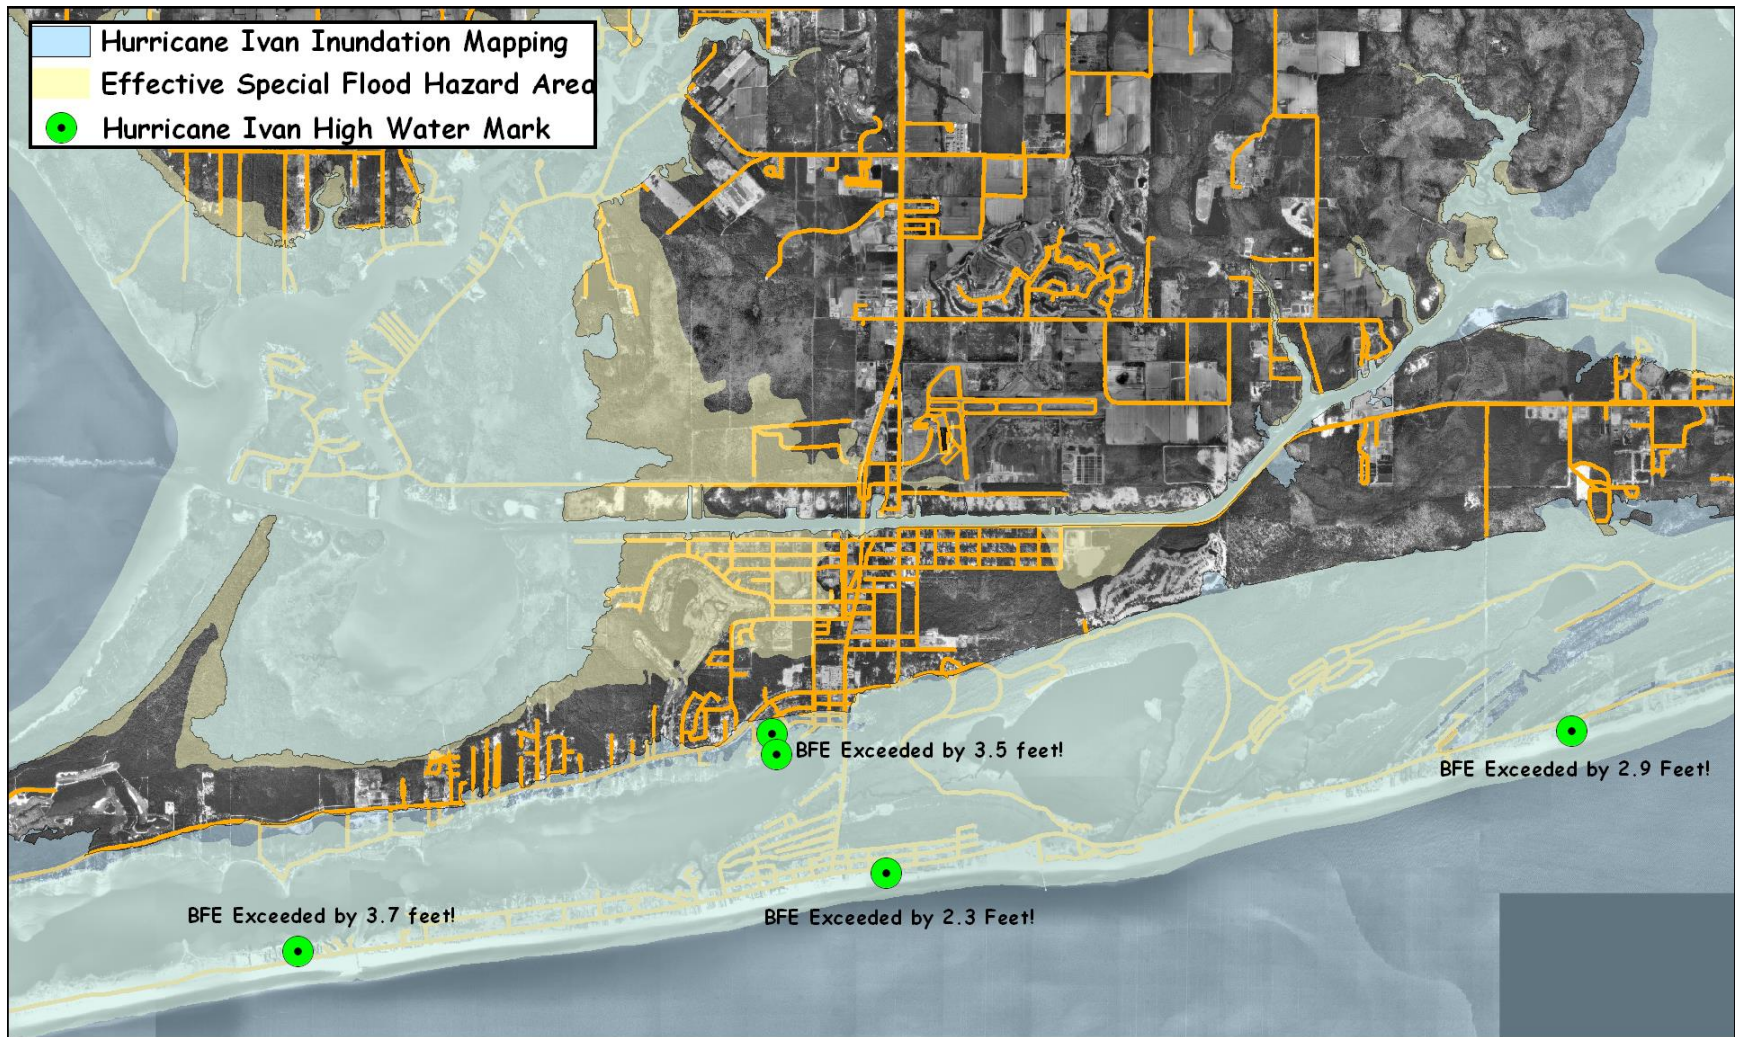 Hurricane Ivan Inundation Mapping
Effective Special Flood Hazard Area
Hurricane Ivan High Water Mark
BFE Exceeded by 3.5 feet!
BFE Exceeded by 2.9 Feet!
BFE Exceeded by 3.7 feet!
BFE Exceeded by 2.3 Feet!